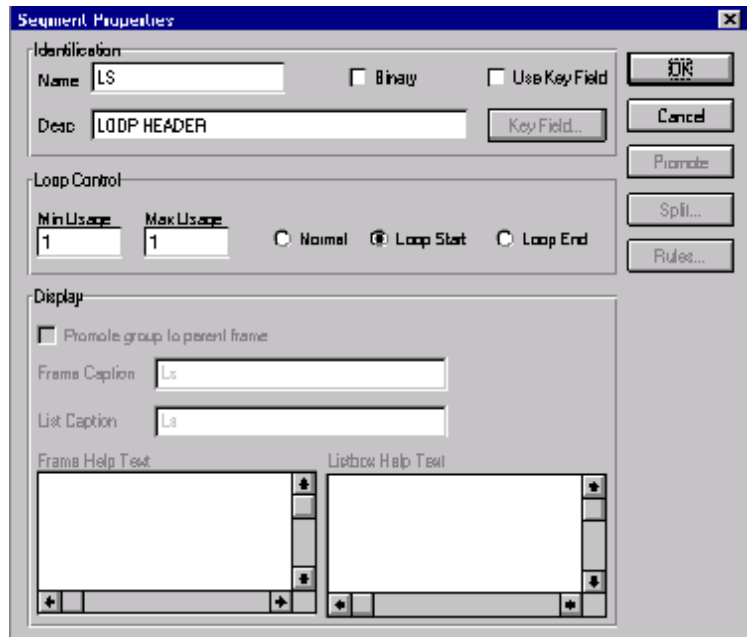 Segment Properties
Identification
Name LS Binary Use Key Field
Desc LOOP HEADER Key Field...
OK
Cancel
Promote
Split...
Rules...
Loop Control
Min Usage Max Usage
1 1 Normal Loop Start Loop End
Display
Promote group to parent frame
Frame Caption Ls
List Caption Ls
Frame Help Text Listbox Help Text